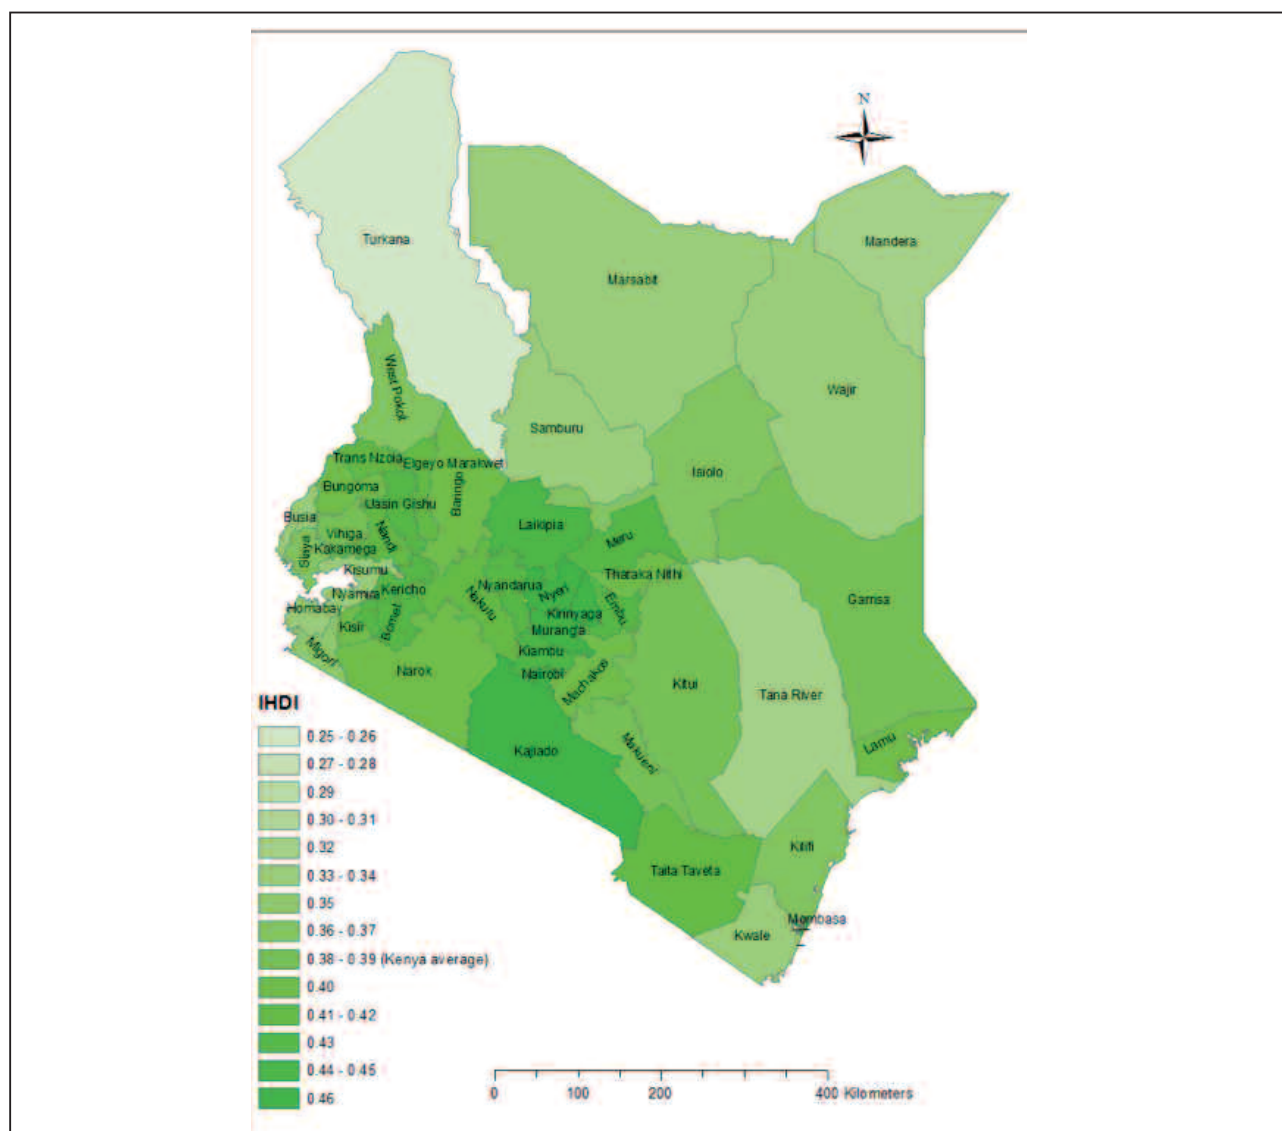 N
Turkana
Mandera
Marsabit
Wajir
West Pokot
Samburu
Trans Nzoia
Elgeyo Marakwet
Isiolo
Bungoma
Baringo
Uasin Gishu
Busia
Laikipia
Nandi
Vihiga
Meru
Siaya
Kakamega
Kisumu
Tharaka Nithi
Kericho
Nyandarua
Nyeri
Nyamira
Garissa
Homabay
Nakuru
Kirinyaga
Embu
Kisii
Bomet
Muranga
Migori
Kiambu
Narok
Nairobi
Machakos
Kitui
Tana River
IHDI
Kajiado
Makueni
Lamu
0.25 - 0.26
0.27 - 0.28
0.29
0.30 - 0.31
0.32
Kilifi
0.33 - 0.34
Taita Taveta
0.35
Mombasa
0.36 - 0.37
Kwale
0.38 - 0.39 (Kenya average)
0.40
0.41 - 0.42
0.43
0.44 - 0.45
0.46
0 100 200 400 Kilometers